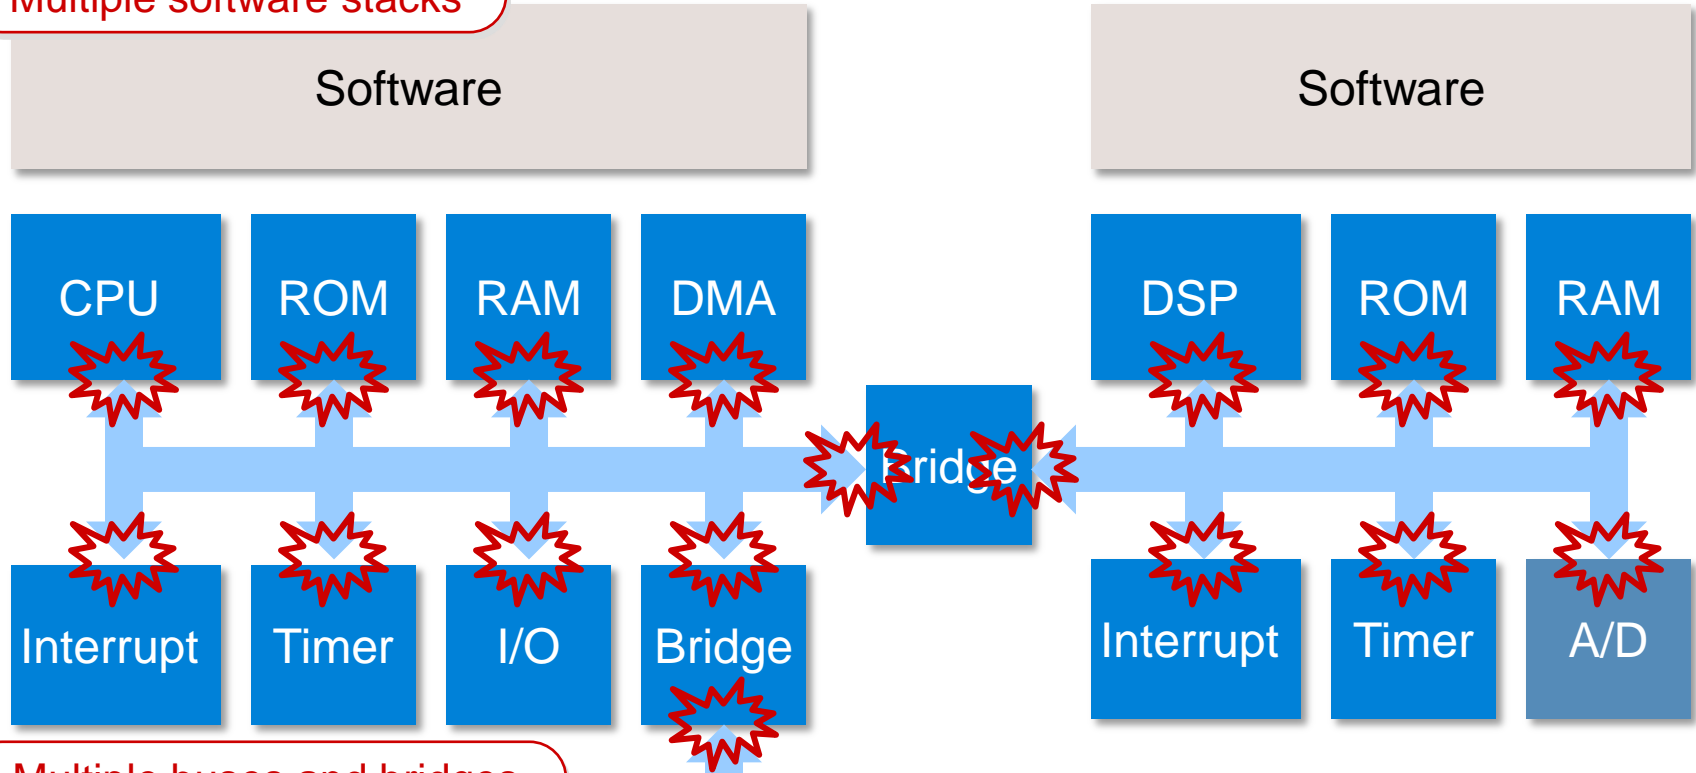 Multiple software stacks
Software
Software
CPU
ROM
RAM
DMA
DSP
ROM
RAM
Bridge
Interrupt
Timer
I/O
Bridge
Interrupt
Timer
A/D
Multiple buses and bridges